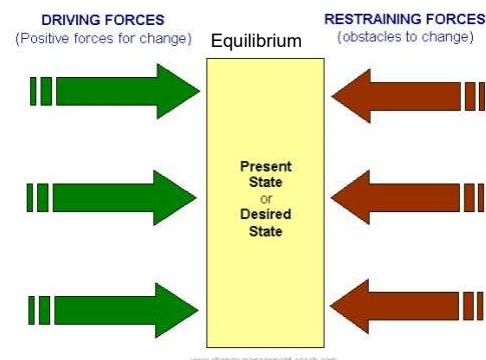 DRIVING FORCES
(Positive forces for change)
Equilibrium
RESTRAINING FORCES
(obstacles to change)
Present
State
or
Desired
State